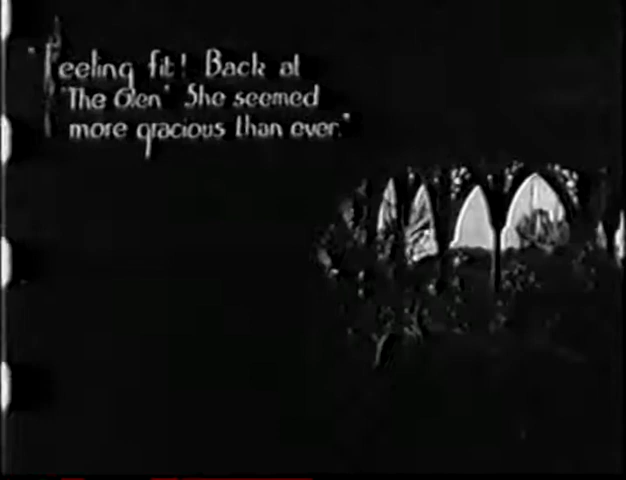 "Feeling fit! Back at
"The Glen" She seemed
more gracious than ever."